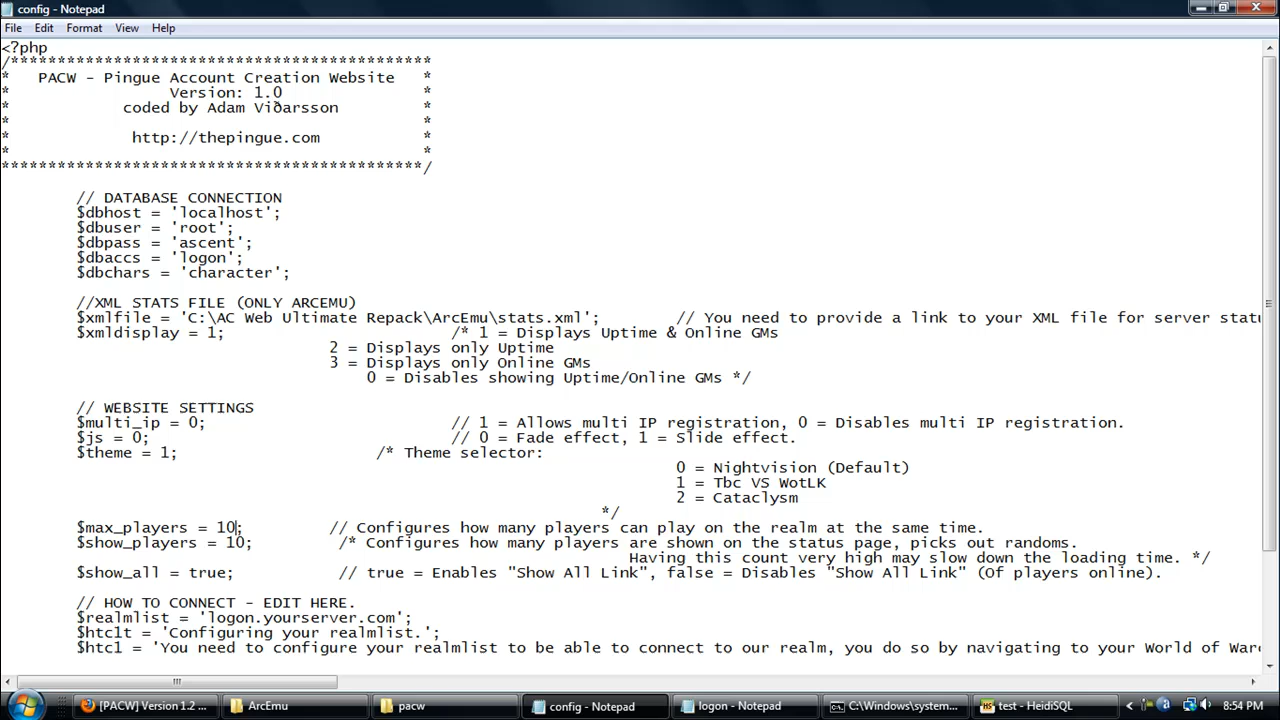 config - Notepad
File Edit Format View Help
<?php
/*********************************************
* PACW - Pingue Account Creation Website *
* Version: 1.0 *
* coded by Adam Viðarsson *
* *
* http://thepingue.com *
* *
*********************************************/
// DATABASE CONNECTION
$dbhost = 'localhost';
$dbuser = 'root';
$dbpass = 'ascent';
$dbaccs = 'logon';
$dbchars = 'character';
//XML STATS FILE (ONLY ARCEMU)
$xmlfile = 'C:\AC Web Ultimate Repack\ArcEmu\stats.xml'; // You need to provide a link to your XML file for server statu
$xmldisplay = 1; /* 1 = Displays Uptime & Online GMs
2 = Displays only Uptime
3 = Displays only Online GMs
0 = Disables showing Uptime/Online GMs */
// WEBSITE SETTINGS
$multi_ip = 0; // 1 = Allows multi IP registration, 0 = Disables multi IP registration.
$js = 0; // 0 = Fade effect, 1 = Slide effect.
$theme = 1; /* Theme selector:
0 = Nightvision (Default)
1 = Tbc VS WotLK
2 = Cataclysm
*/
$max_players = 10; // Configures how many players can play on the realm at the same time.
$show_players = 10; /* Configures how many players are shown on the status page, picks out randoms.
Having this count very high may slow down the loading time. */
$show_all = true; // true = Enables "Show All Link", false = Disables "Show All Link" (Of players online).
// HOW TO CONNECT - EDIT HERE.
$realmlist = 'logon.yourserver.com';
$htc1t = 'Configuring your realmlist.';
$htc1 = 'You need to configure your realmlist to be able to connect to our realm, you do so by navigating to your World of War
[PACW] Version 1.2 ... ArcEmu pacw config - Notepad logon - Notepad C:\Windows\system... test - HeidiSQL 8:54 PM